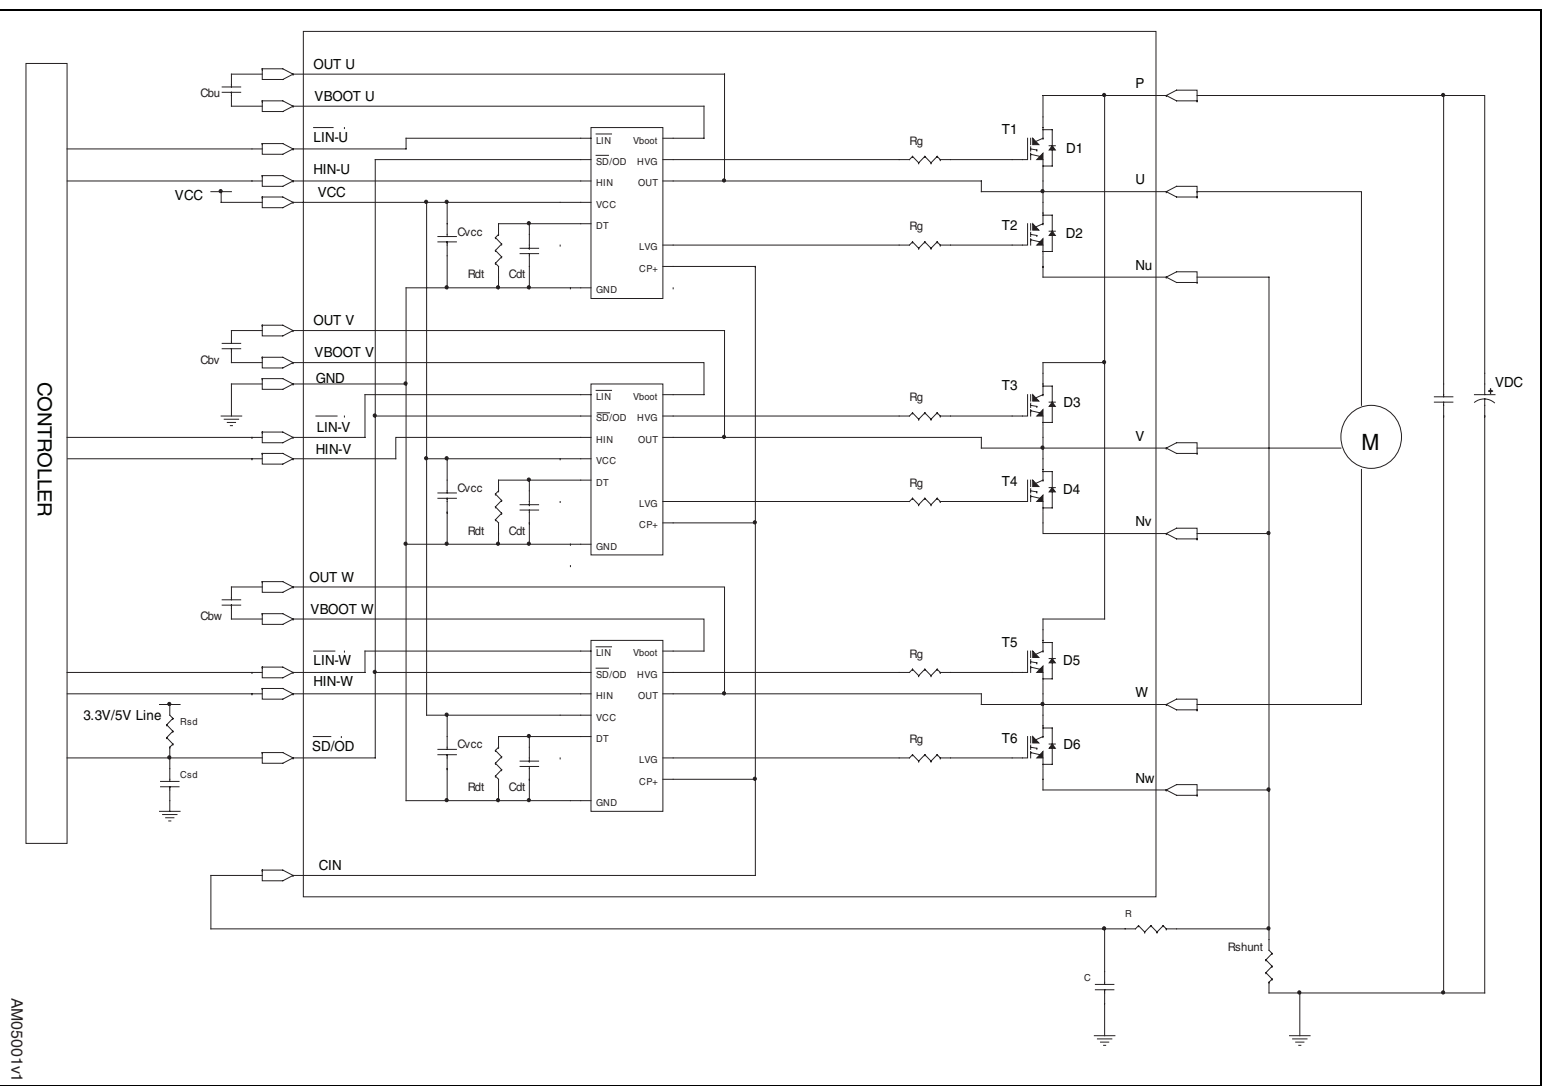 CONTROLLER
OUT U
Cbu
VBOOT U
LIN-U
HIN-U
VCC
VCC
LIN
SD/OD
HIN
VCC
DT
GND
Vboot
HVG
OUT
LVG
CP+
Cvcc
Rdt
Cdt
Rg
Rg
T1
D1
T2
D2
P
U
Nu
OUT V
Cbv
VBOOT V
GND
LIN-V
HIN-V
LIN
SD/OD
HIN
VCC
DT
GND
Vboot
HVG
OUT
LVG
CP+
Cvcc
Rdt
Cdt
Rg
Rg
T3
D3
T4
D4
V
Nv
M
VDC
+
OUT W
Cbw
VBOOT W
LIN-W
HIN-W
3.3V/5V Line
Rsd
SD/OD
Csd
LIN
SD/OD
HIN
VCC
DT
GND
Vboot
HVG
OUT
LVG
CP+
Cvcc
Rdt
Cdt
Rg
Rg
T5
D5
T6
D6
W
Nw
CIN
R
C
Rshunt
AM05001v1